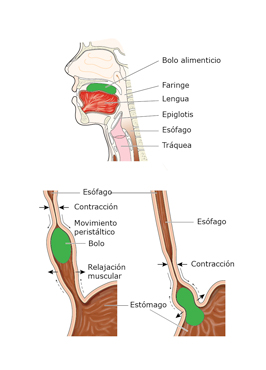 Bolo alimenticio
Faringe
Lengua
Epiglotis
Esófago
Tráquea
Esófago
Contracción
Movimiento
peristáltico
Bolo
Relajación
muscular
Esófago
Contracción
Estómago